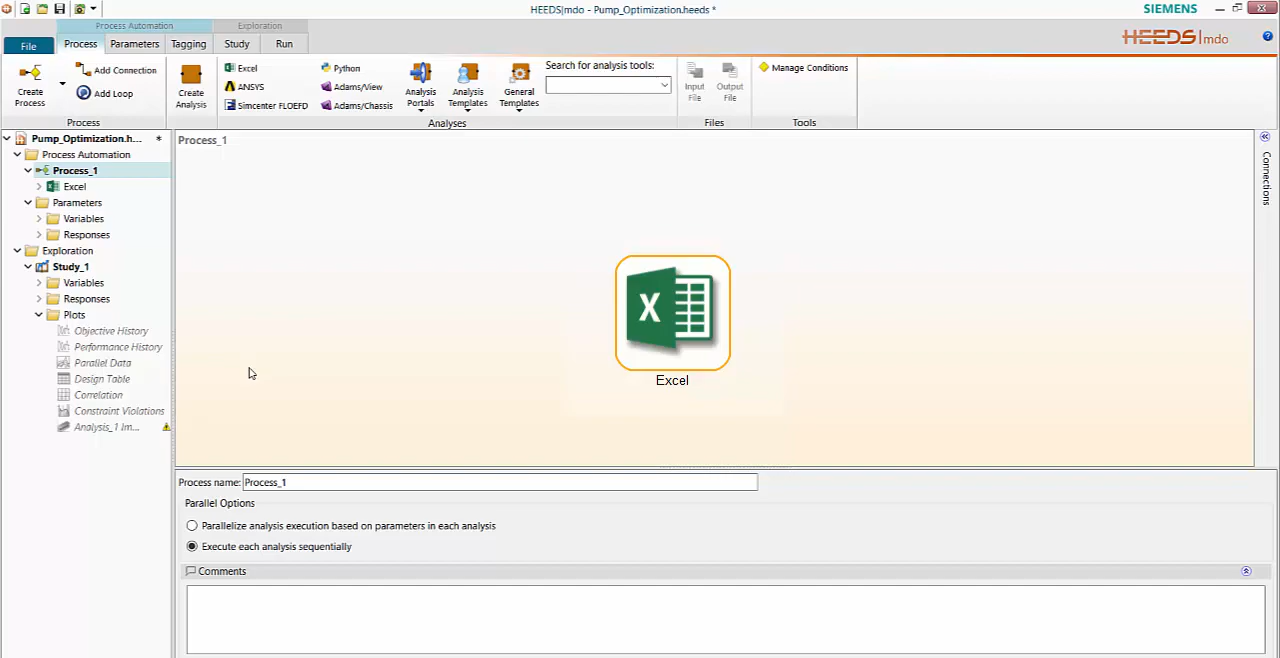 HEEDS|mdo - Pump_Optimization.heeds *
SIEMENS
Process Automation
Exploration
File
Process
Parameters
Tagging
Study
Run
HEEDS|mdo
Create Process
Add Connection
Add Loop
Process
Create Analysis
Excel
ANSYS
Simcenter FLOEFD
Python
Adams/View
Adams/Chassis
Analysis Portals
Analysis Templates
General Templates
Search for analysis tools:
Analyses
Input File
Output File
Files
Manage Conditions
Tools
Pump_Optimization.h... *
Process Automation
Process_1
Excel
Parameters
Variables
Responses
Exploration
Study_1
Variables
Responses
Plots
Objective History
Performance History
Parallel Data
Design Table
Correlation
Constraint Violations
Analysis_1 Im...
Process_1
X
Excel
Connections
Process name: Process_1
Parallel Options
Parallelize analysis execution based on parameters in each analysis
Execute each analysis sequentially
Comments